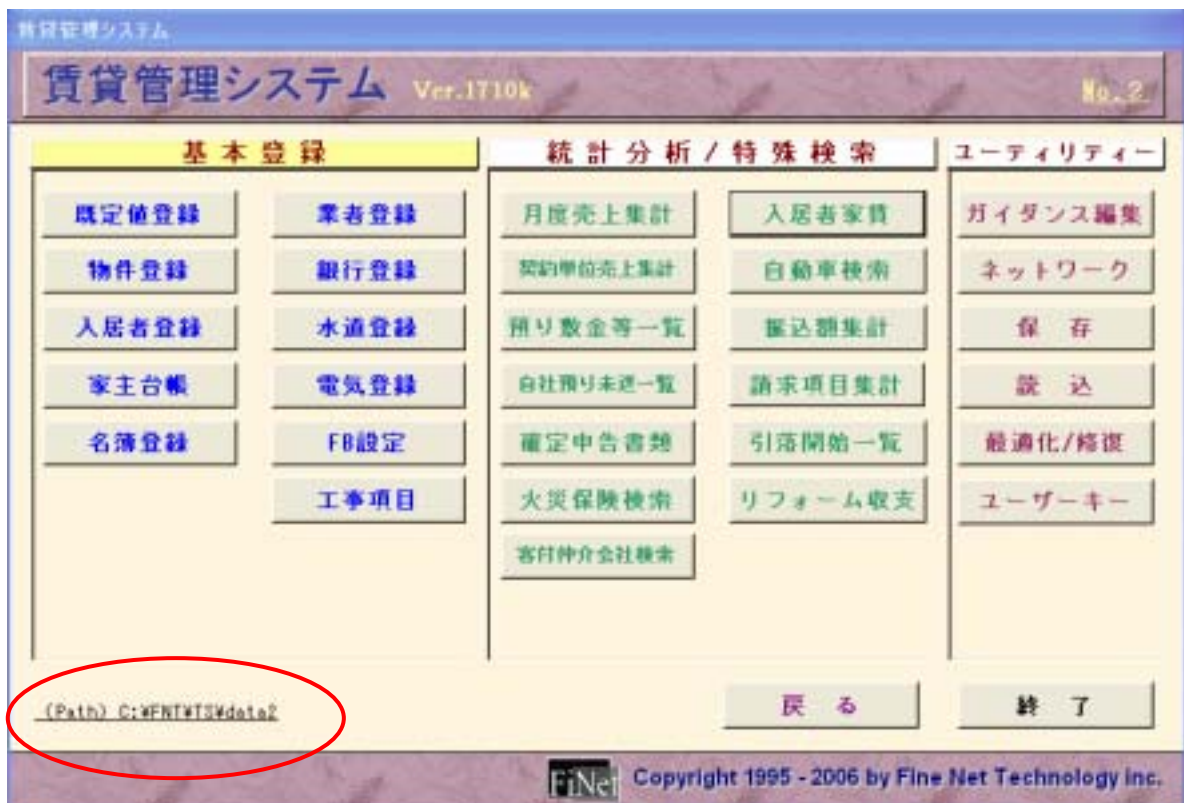 賃貸管理システム
賃貸管理システム Ver.1710k No.2
基本登録 統計分析/特殊検索 ユーティリティー
既定値登録 業者登録 月度売上集計 入居者家賃 ガイダンス編集
物件登録 銀行登録 契約単位売上集計 自動車検索 ネットワーク
入居者登録 水道登録 預り敷金等一覧 振込額集計 保存
家主台帳 電気登録 自社預り未返一覧 請求項目集計 読込
名簿登録 FB設定 確定申告書類 引落開始一覧 最適化/修復
工事項目 火災保険検索 リフォーム収支 ユーザーキー
客付仲介会社検索
(Path) C:¥FNT¥TS¥data2 戻る 終了
FiNet Copyright 1995 - 2006 by Fine Net Technology inc.